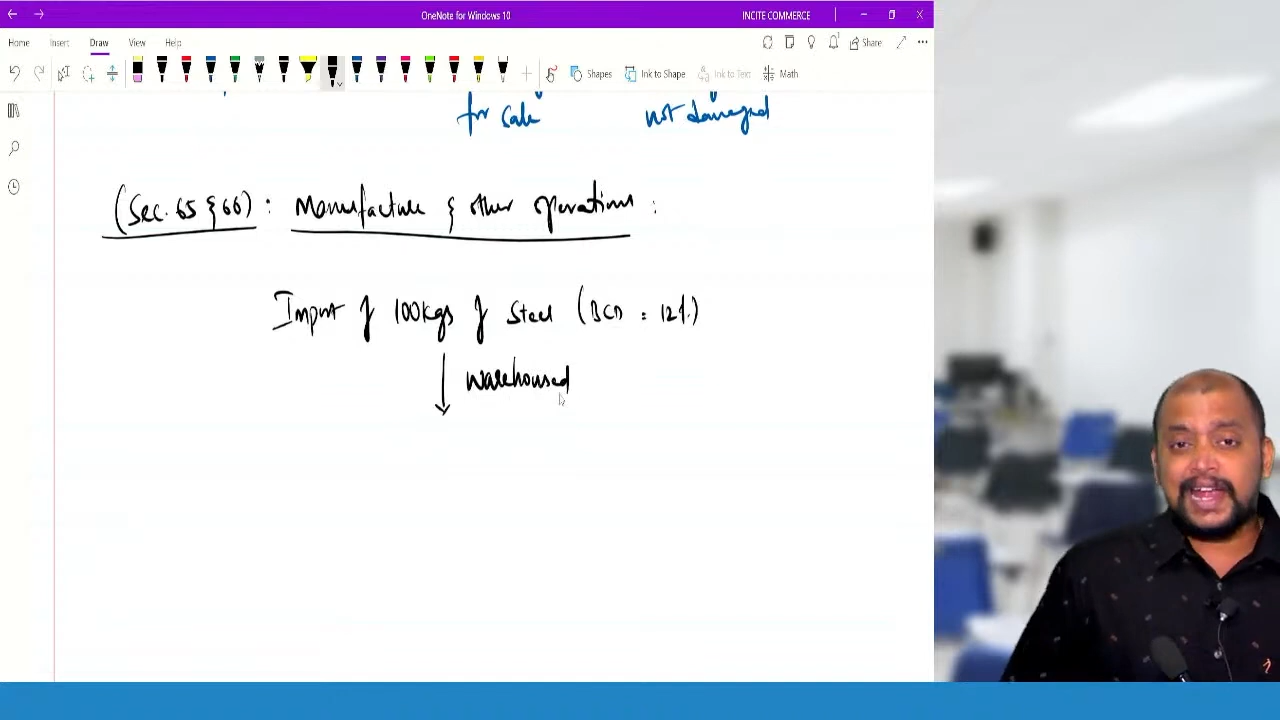 OneNote for Windows 10
INCITE COMMERCE
Home Insert Draw View Help
Share
Shapes Ink to Shape Ink to Text Math
for sale not damaged
(Sec. 65 & 66) : Manufacture & other operations :
Import of 100kgs of Steel (BCD = 12%)
Warehoused